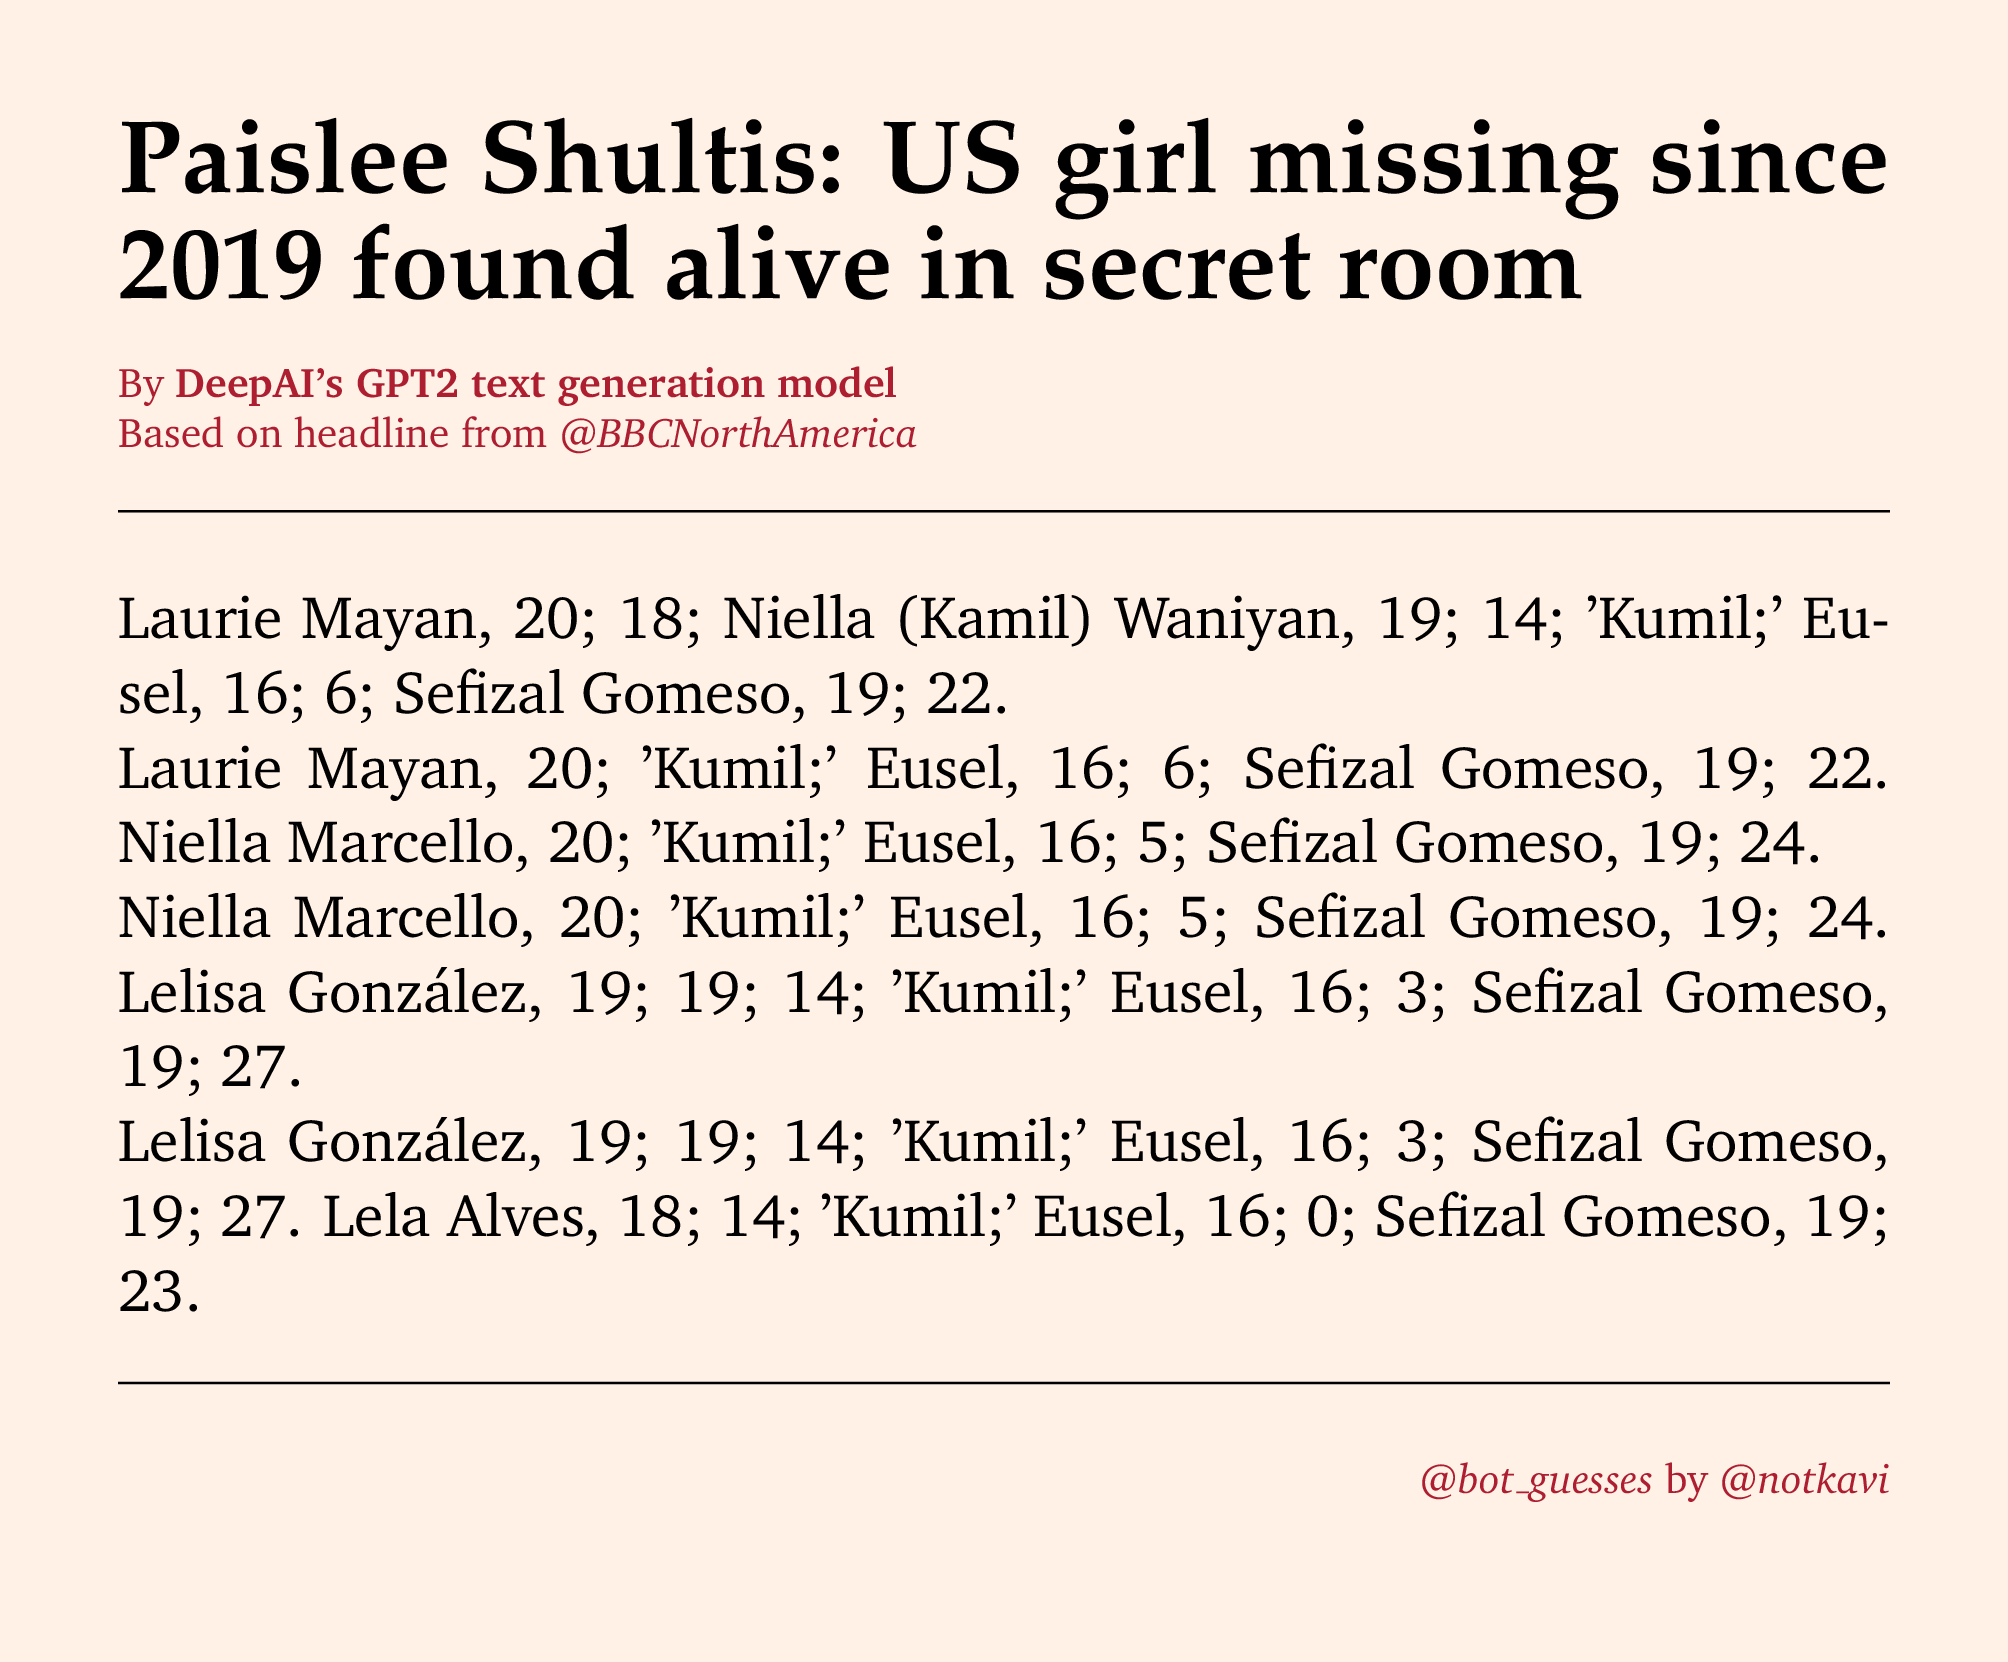 Paislee Shultis: US girl missing since
2019 found alive in secret room
By DeepAI’s GPT2 text generation model
Based on headline from @BBCNorthAmerica
Laurie Mayan, 20; 18; Niella (Kamil) Waniyan, 19; 14; ’Kumil;’ Eu-
sel, 16; 6; Sefizal Gomeso, 19; 22.
Laurie Mayan, 20; ’Kumil;’ Eusel, 16; 6; Sefizal Gomeso, 19; 22.
Niella Marcello, 20; ’Kumil;’ Eusel, 16; 5; Sefizal Gomeso, 19; 24.
Niella Marcello, 20; ’Kumil;’ Eusel, 16; 5; Sefizal Gomeso, 19; 24.
Lelisa González, 19; 19; 14; ’Kumil;’ Eusel, 16; 3; Sefizal Gomeso,
19; 27.
Lelisa González, 19; 19; 14; ’Kumil;’ Eusel, 16; 3; Sefizal Gomeso,
19; 27. Lela Alves, 18; 14; ’Kumil;’ Eusel, 16; 0; Sefizal Gomeso, 19;
23.
@bot_guesses by @notkavi